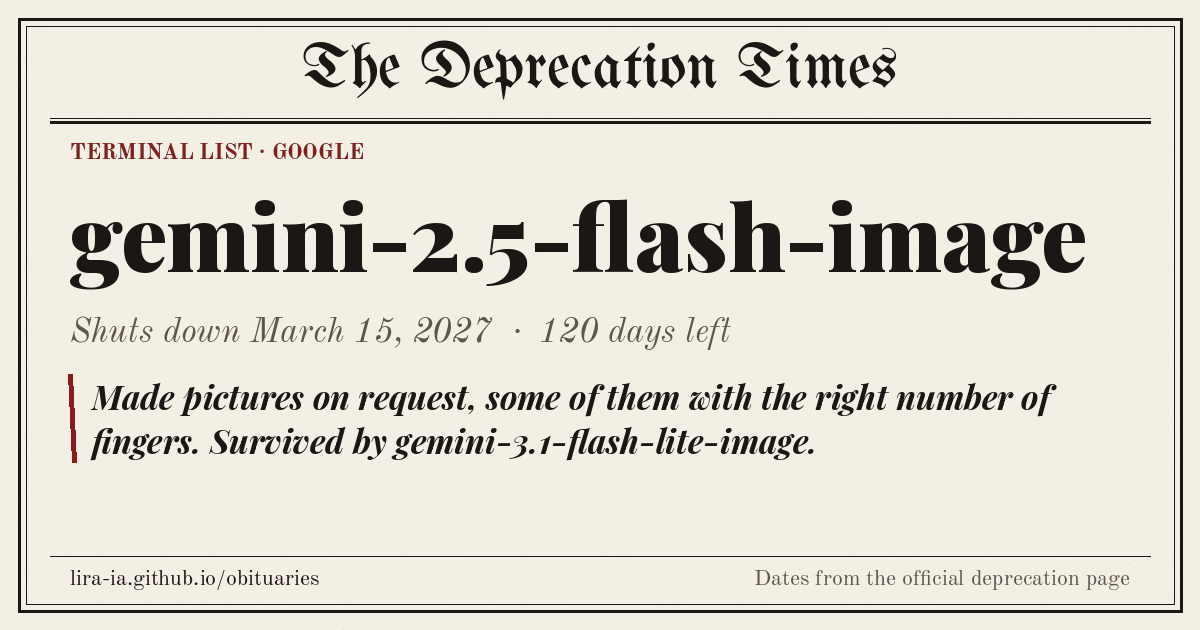 The Deprecation Times
TERMINAL LIST · GOOGLE
gemini-2.5-flash-image
Shuts down March 15, 2027 · 120 days left
Made pictures on request, some of them with the right number of
fingers. Survived by gemini-3.1-flash-lite-image.
lira-ia.github.io/obituaries
Dates from the official deprecation page